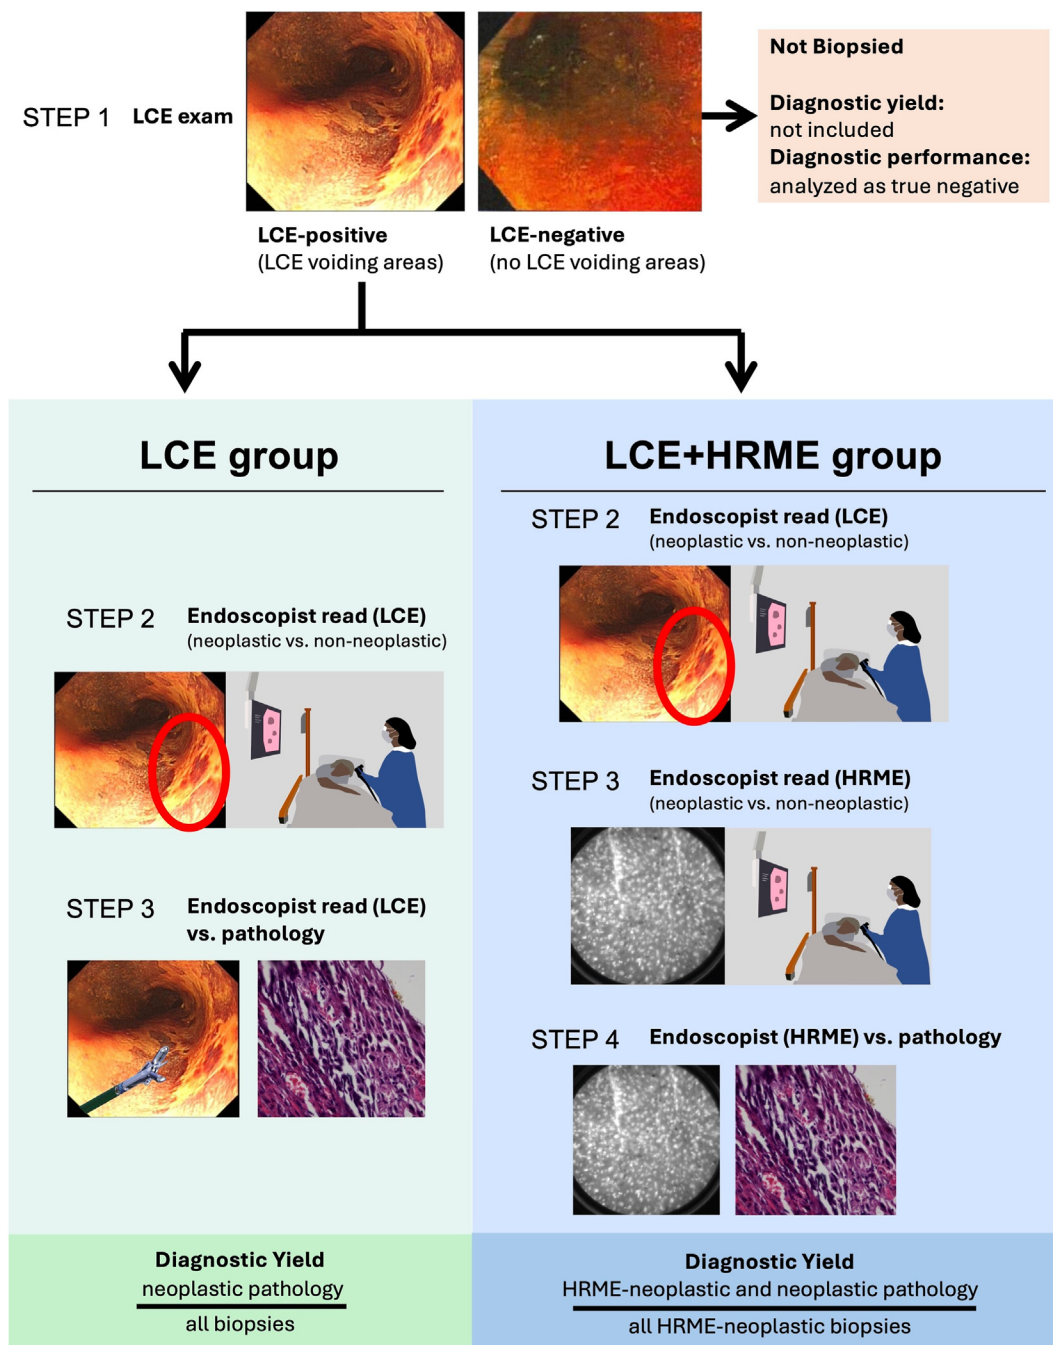 STEP 1
LCE exam
Not Biopsied
Diagnostic yield:
not included
Diagnostic performance:
analyzed as true negative
LCE-positive
(LCE voiding areas)
LCE-negative
(no LCE voiding areas)
LCE group
STEP 2
Endoscopist read (LCE)
(neoplastic vs. non-neoplastic)
STEP 3
Endoscopist read (LCE)
vs. pathology
Diagnostic Yield
neoplastic pathology
all biopsies
LCE+HRME group
STEP 2
Endoscopist read (LCE)
(neoplastic vs. non-neoplastic)
STEP 3
Endoscopist read (HRME)
(neoplastic vs. non-neoplastic)
STEP 4
Endoscopist (HRME) vs. pathology
Diagnostic Yield
HRME-neoplastic and neoplastic pathology
all HRME-neoplastic biopsies